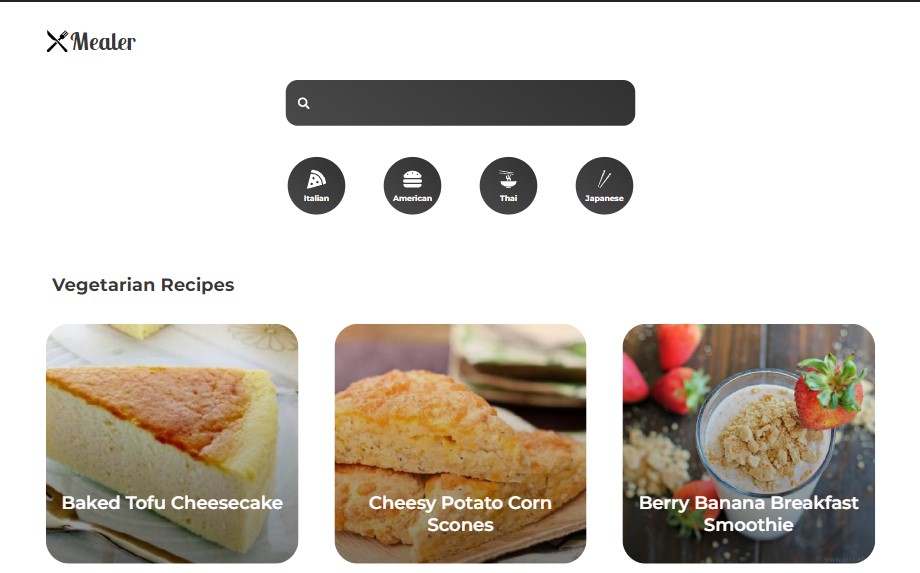 Mealer
Italian
American
Thai
Japanese
Vegetarian Recipes
Baked Tofu Cheesecake
Cheesy Potato Corn
Scones
Berry Banana Breakfast
Smoothie